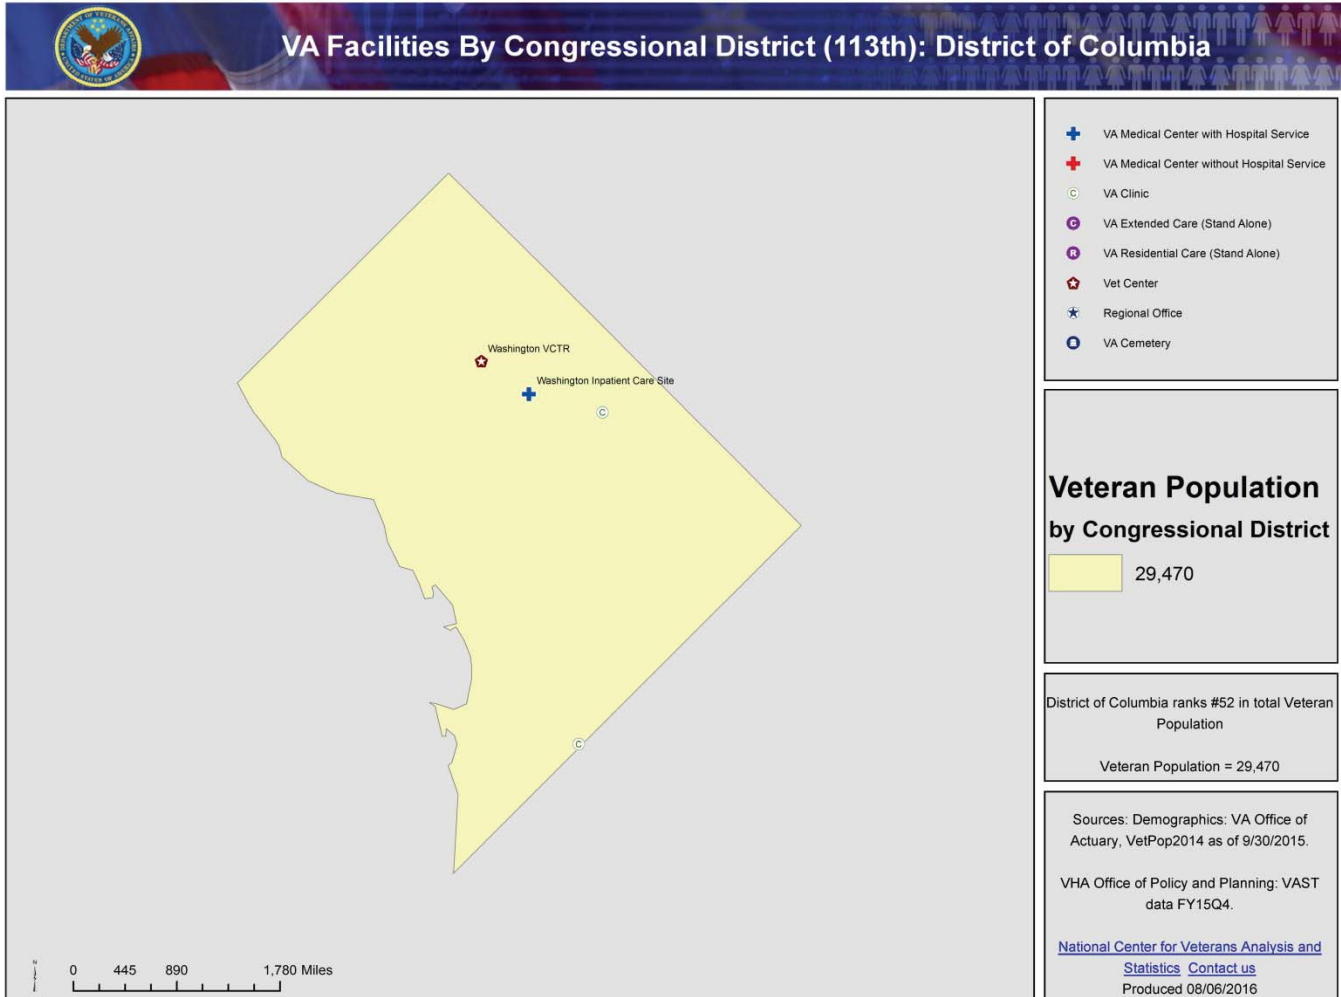 VA Facilities By Congressional District (113th): District of Columbia
Washington VCTR
Washington Inpatient Care Site
C
C
N
0 445 890 1,780 Miles
VA Medical Center with Hospital Service
VA Medical Center without Hospital Service
C VA Clinic
C VA Extended Care (Stand Alone)
R VA Residential Care (Stand Alone)
Vet Center
Regional Office
VA Cemetery
Veteran Population
by Congressional District
29,470
District of Columbia ranks #52 in total Veteran
Population
Veteran Population = 29,470
Sources: Demographics: VA Office of
Actuary, VetPop2014 as of 9/30/2015.
VHA Office of Policy and Planning: VAST
data FY15Q4.
National Center for Veterans Analysis and
Statistics Contact us
Produced 08/06/2016